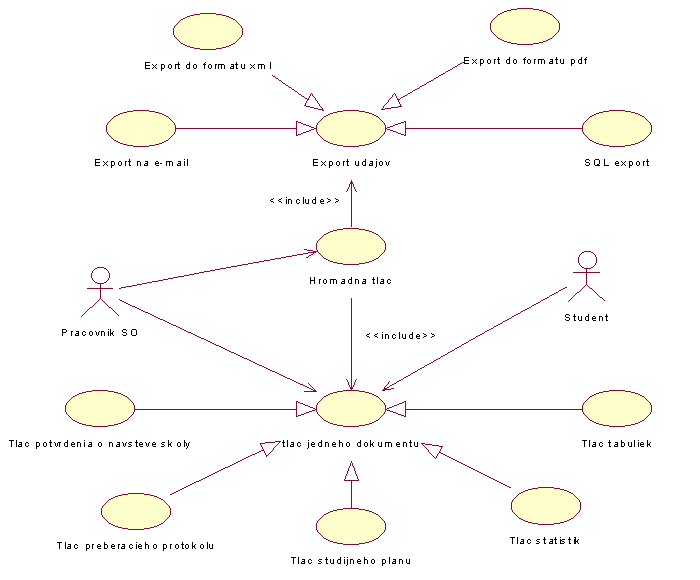 Export do formatu xml
Export do formatu pdf
Export na e-mail
Export udajov
SQL export
<<include>>
Hromadna tlac
Pracovnik SO
Student
<<include>>
Tlac potvrdenia o navsteve skoly
tlac jedneho dokumentu
Tlac tabuliek
Tlac preberacieho protokolu
Tlac studijneho planu
Tlac statistik